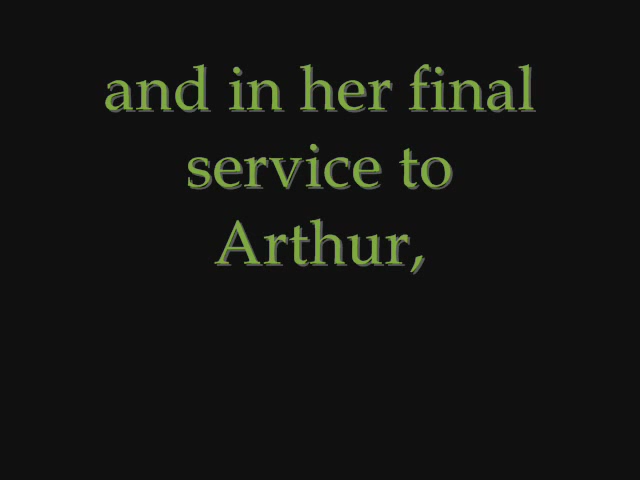 and in her final
service to
Arthur,